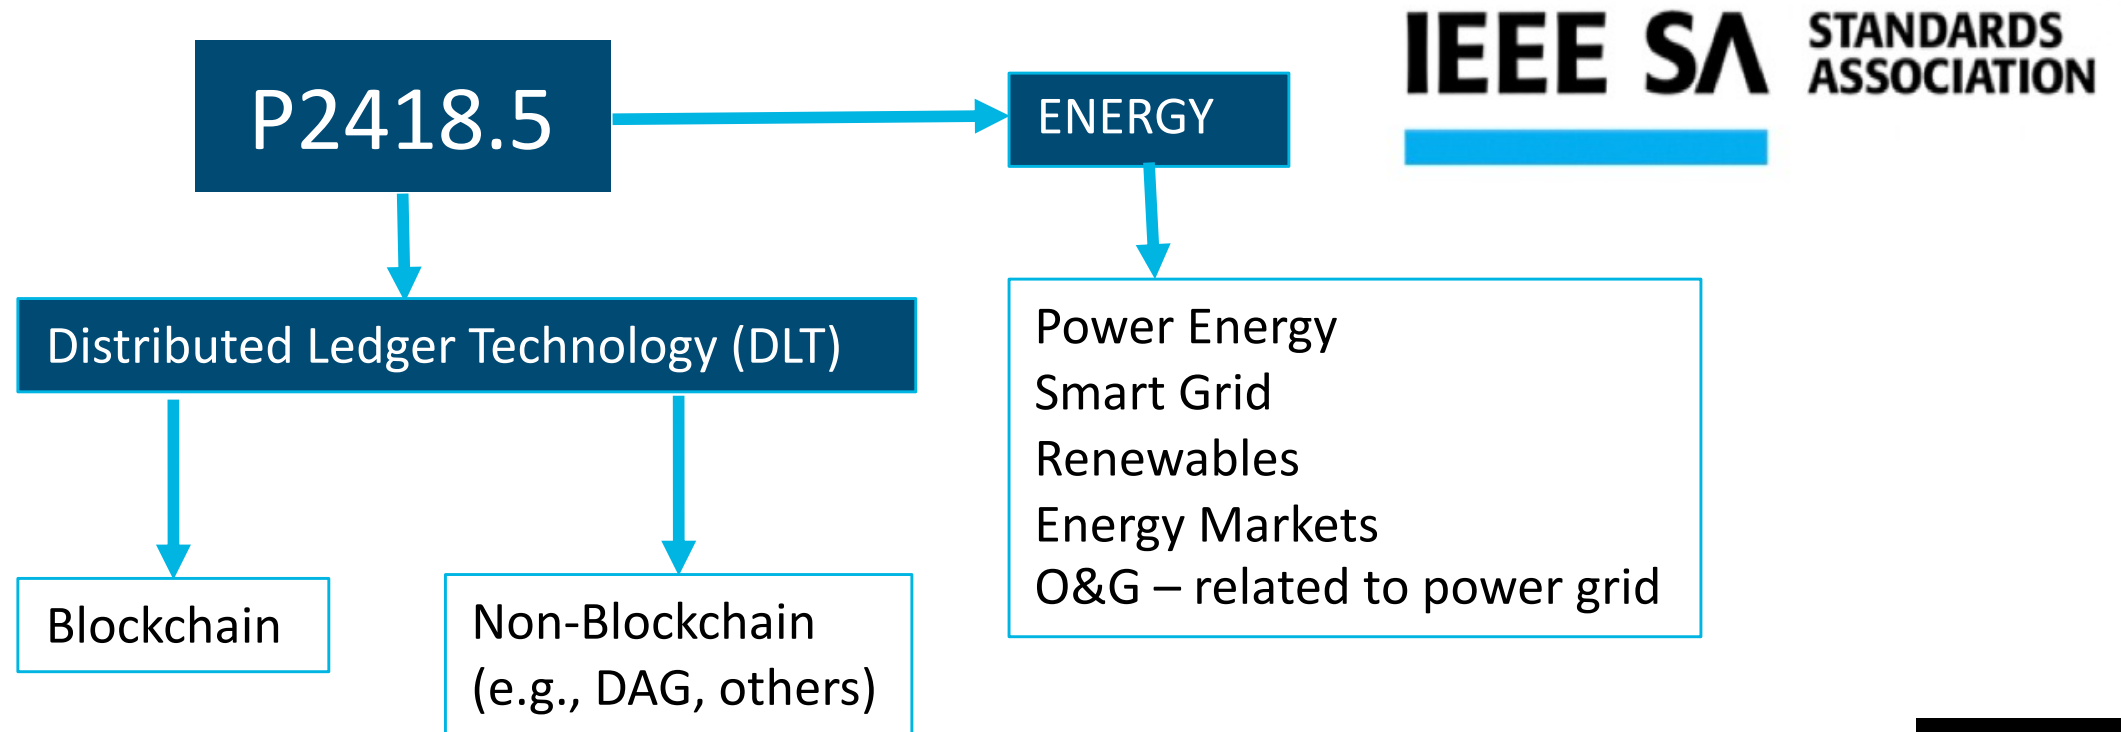 P2418.5
ENERGY
IEEE SA STANDARDS
ASSOCIATION
Distributed Ledger Technology (DLT)
Power Energy
Smart Grid
Renewables
Energy Markets
O&G – related to power grid
Blockchain
Non-Blockchain
(e.g., DAG, others)